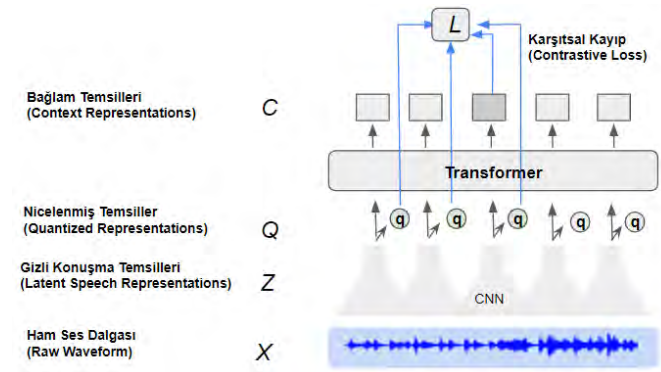 L
Karşıtsal Kayıp
(Contrastive Loss)
Bağlam Temsilleri
(Context Representations)
C
Transformer
Nicelenmiş Temsiller
(Quantized Representations)
Q
q q q q q
Gizli Konuşma Temsilleri
(Latent Speech Representations)
Z
CNN
Ham Ses Dalgası
(Raw Waveform)
X